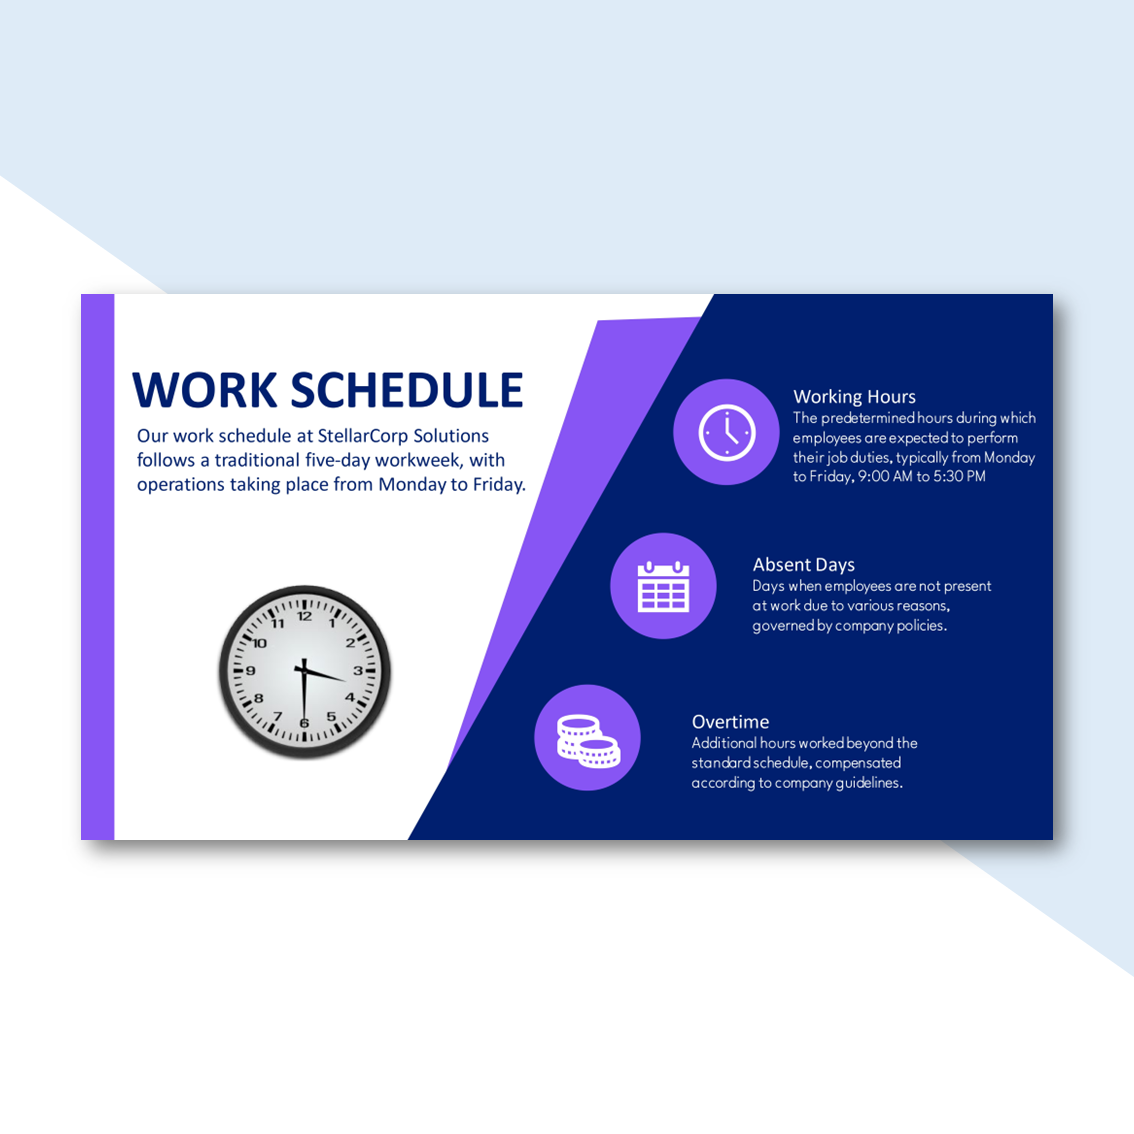 WORK SCHEDULE
Our work schedule at StellarCorp Solutions
follows a traditional five-day workweek, with
operations taking place from Monday to Friday.
12
11 1
10 2
9 3
8 4
7 5
6
Working Hours
The predetermined hours during which
employees are expected to perform
their job duties, typically from Monday
to Friday, 9:00 AM to 5:30 PM
Absent Days
Days when employees are not present
at work due to various reasons,
governed by company policies.
Overtime
Additional hours worked beyond the
standard schedule, compensated
according to company guidelines.